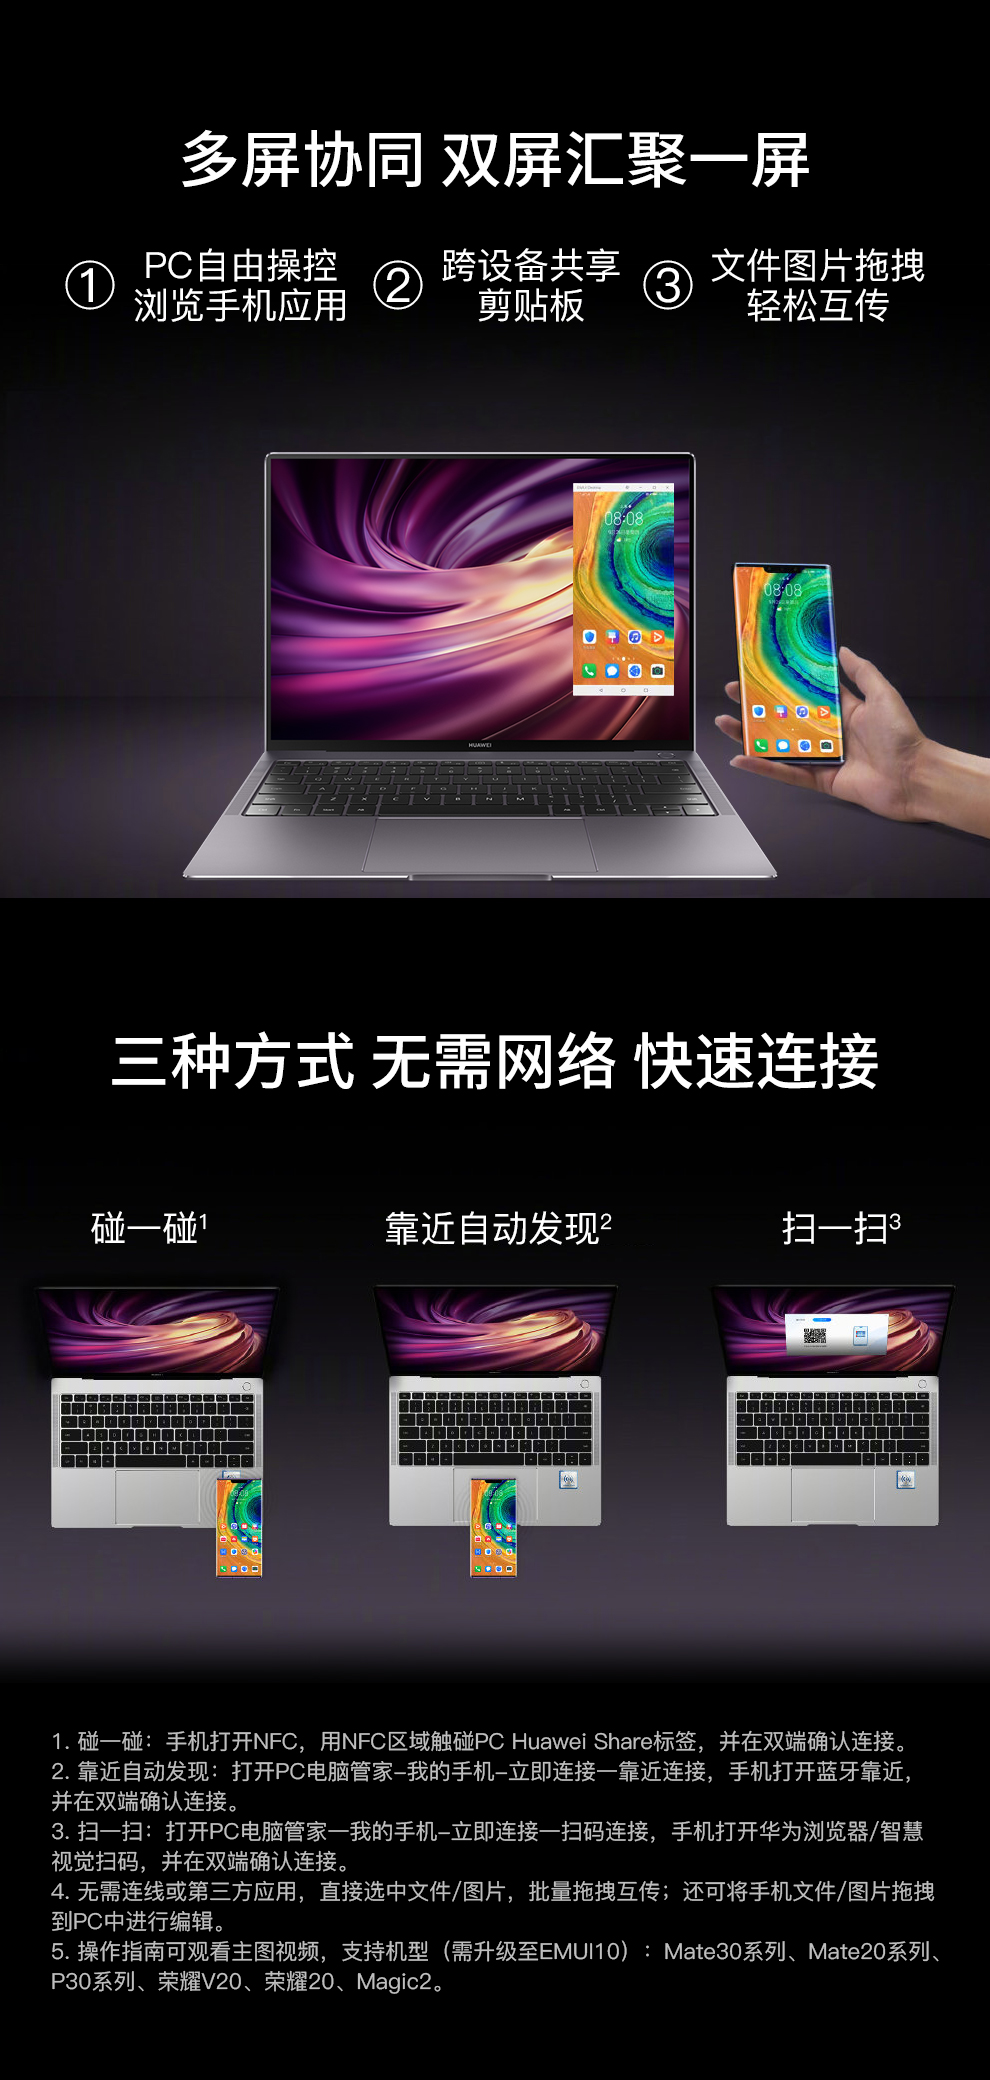 多屏协同 双屏汇聚一屏
① PC自由操控
浏览手机应用
② 跨设备共享
剪贴板
③ 文件图片拖拽
轻松互传
08:08
08:08
HUAWEI
三种方式 无需网络 快速连接
碰一碰1
靠近自动发现2
扫一扫3
08:08
08:08
1. 碰一碰：手机打开NFC，用NFC区域触碰PC Huawei Share标签，并在双端确认连接。
2. 靠近自动发现：打开PC电脑管家–我的手机–立即连接—靠近连接，手机打开蓝牙靠近，
并在双端确认连接。
3. 扫一扫：打开PC电脑管家—我的手机–立即连接—扫码连接，手机打开华为浏览器/智慧
视觉扫码，并在双端确认连接。
4. 无需连线或第三方应用，直接选中文件/图片，批量拖拽互传；还可将手机文件/图片拖拽
到PC中进行编辑。
5. 操作指南可观看主图视频，支持机型（需升级至EMUI10）：Mate30系列、Mate20系列、
P30系列、荣耀V20、荣耀20、Magic2。